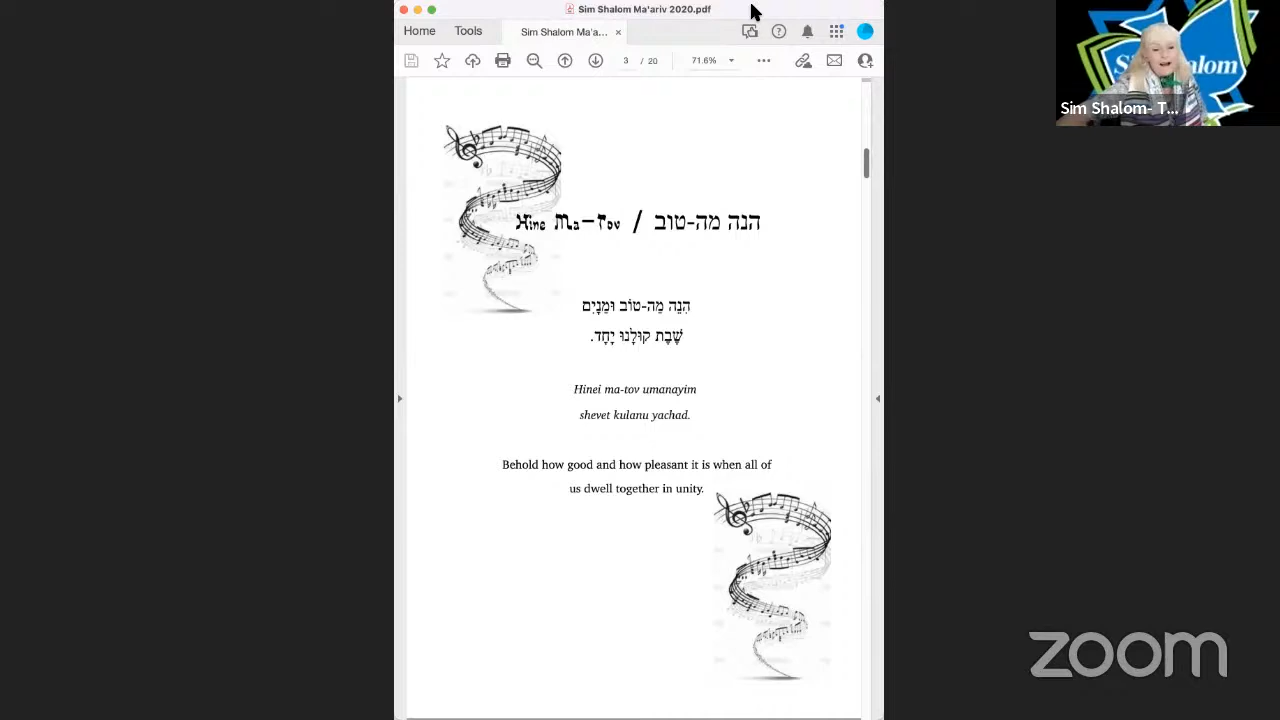 Sim Shalom Ma'ariv 2020.pdf
Home
Tools
Sim Shalom Ma'a...
3 / 20
71.6%
Hine Ma-Tov / הנה מה-טוב
הִנֵּה מַה-טוֹב וּמַנָּיִם
שֶׁבֶת קוּלָנוּ יָחָד.
Hinei ma-tov umanayim
shevet kulanu yachad.
Behold how good and how pleasant it is when all of
us dwell together in unity.
Sim Shalom- T...
zoom